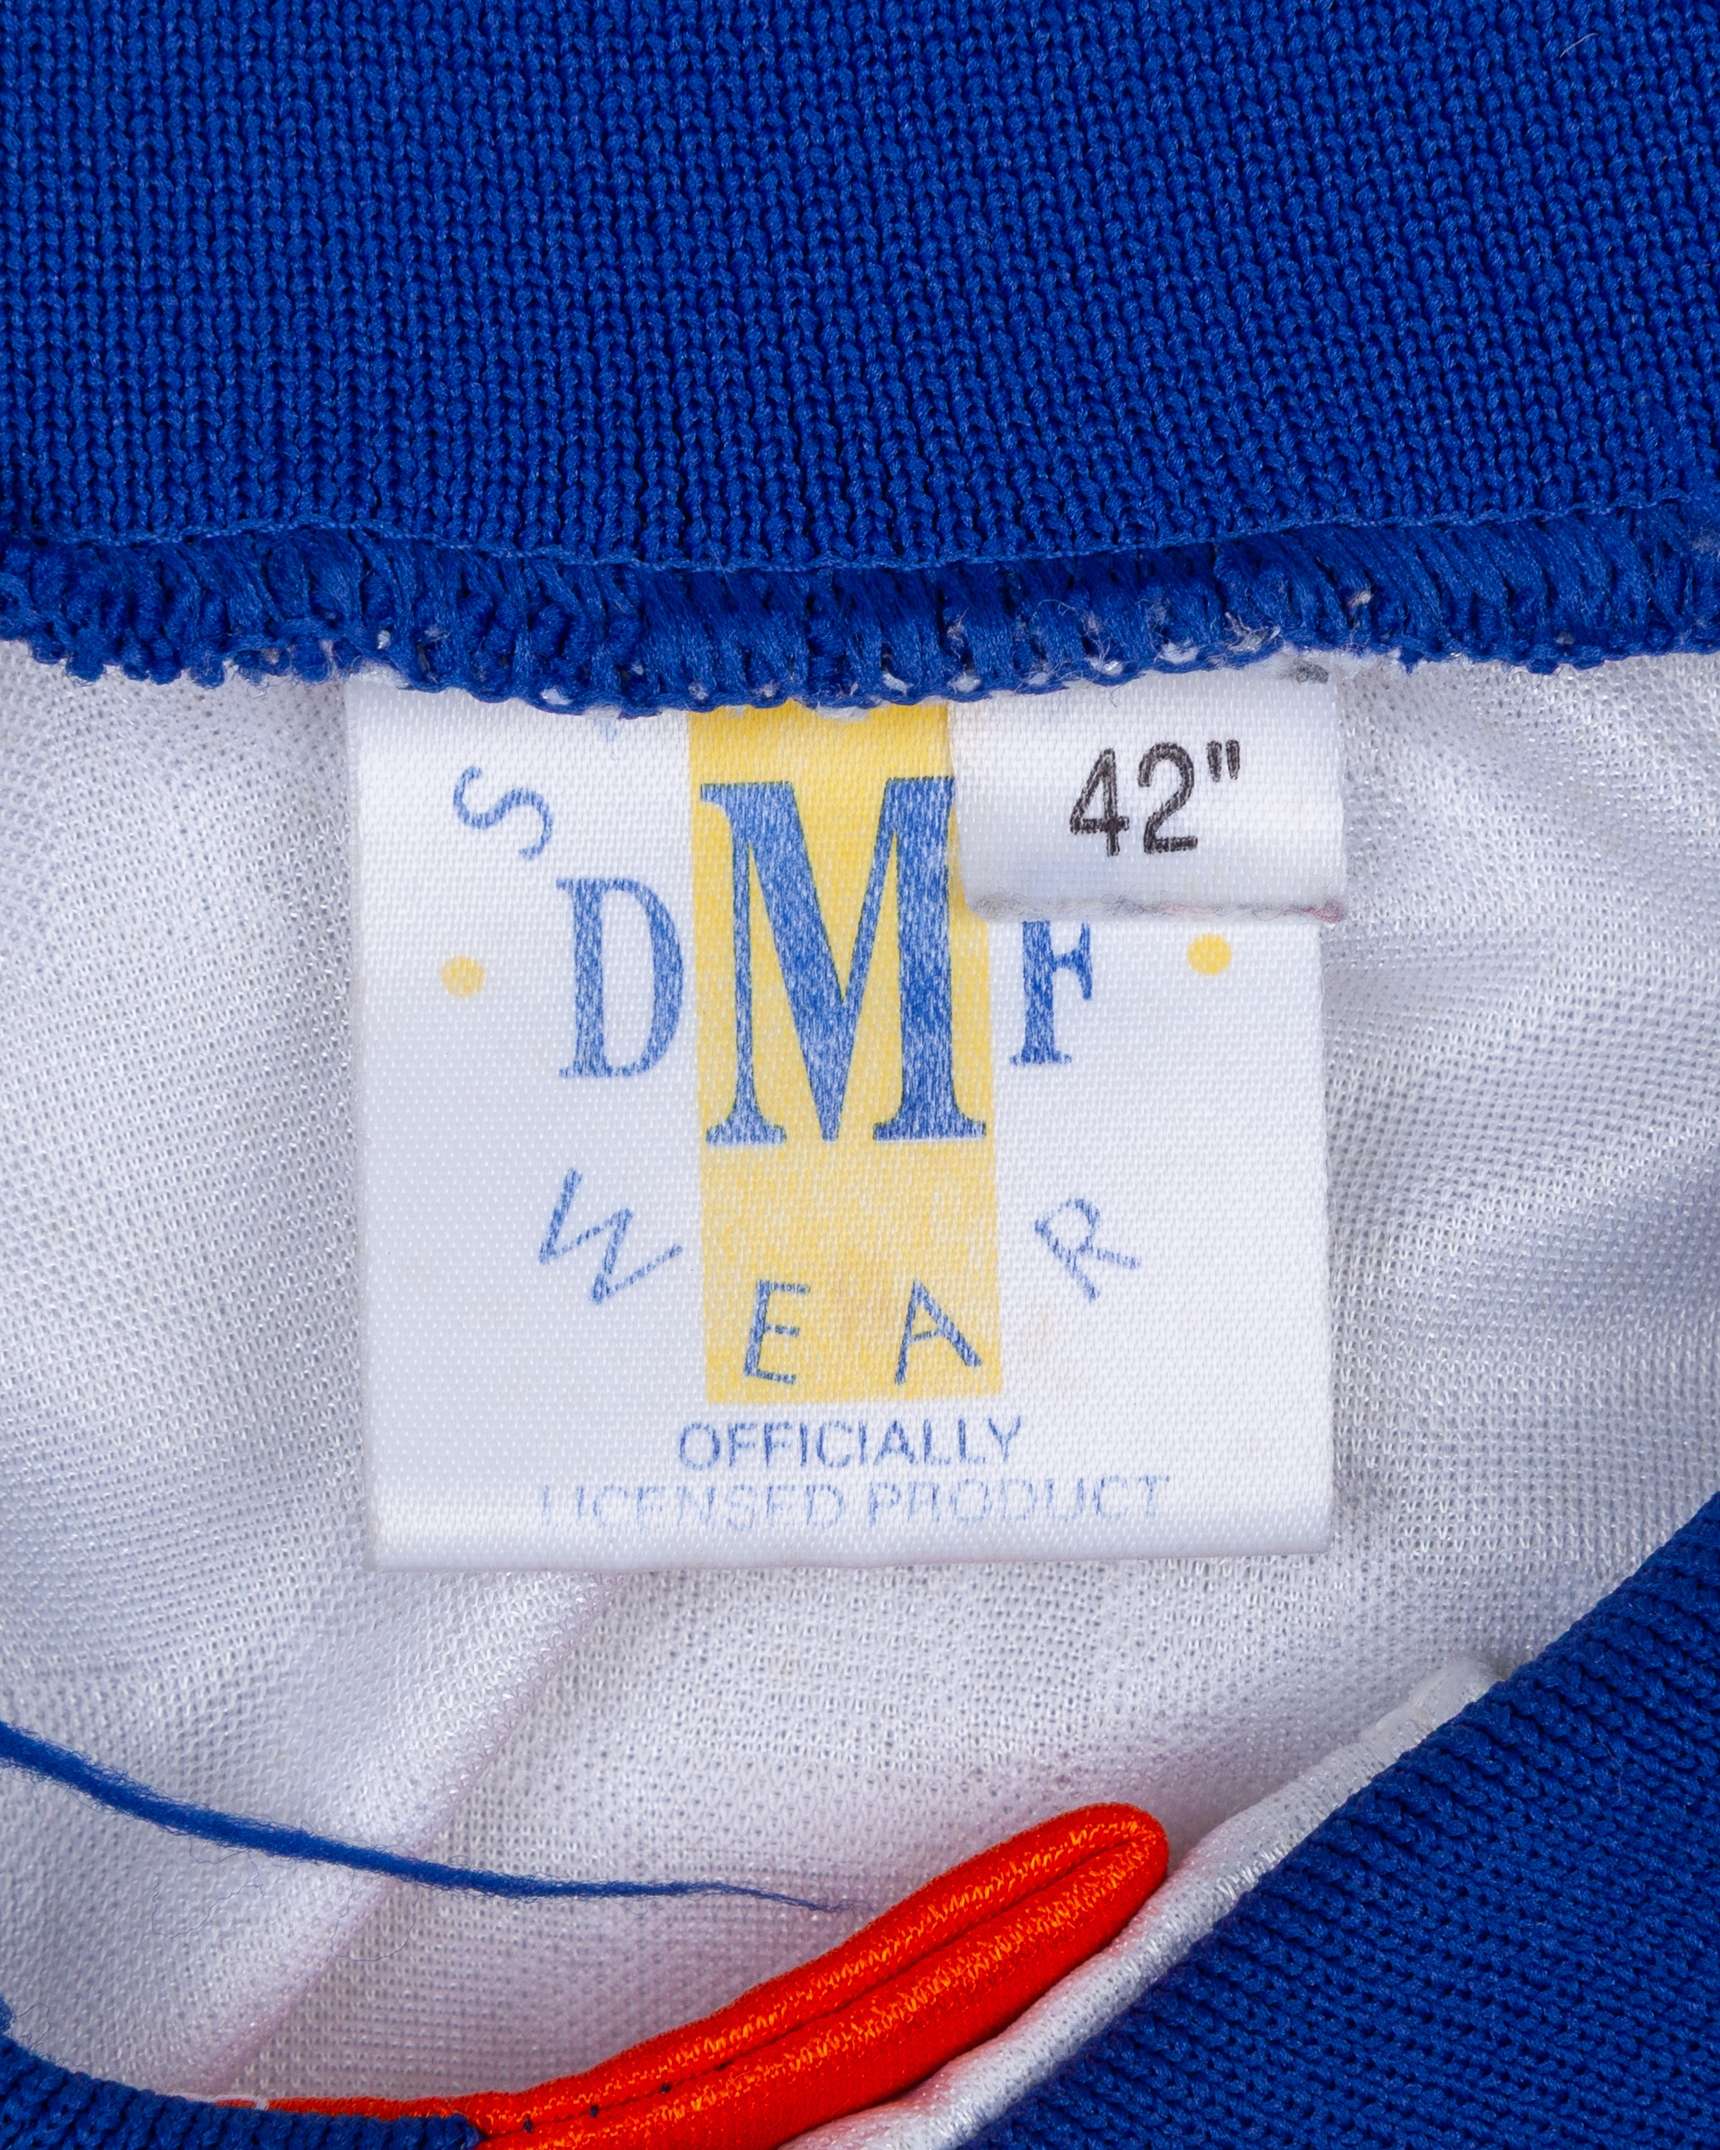 42"
S
DMF
WEAR
OFFICIALLY
LICENSED PRODUCT